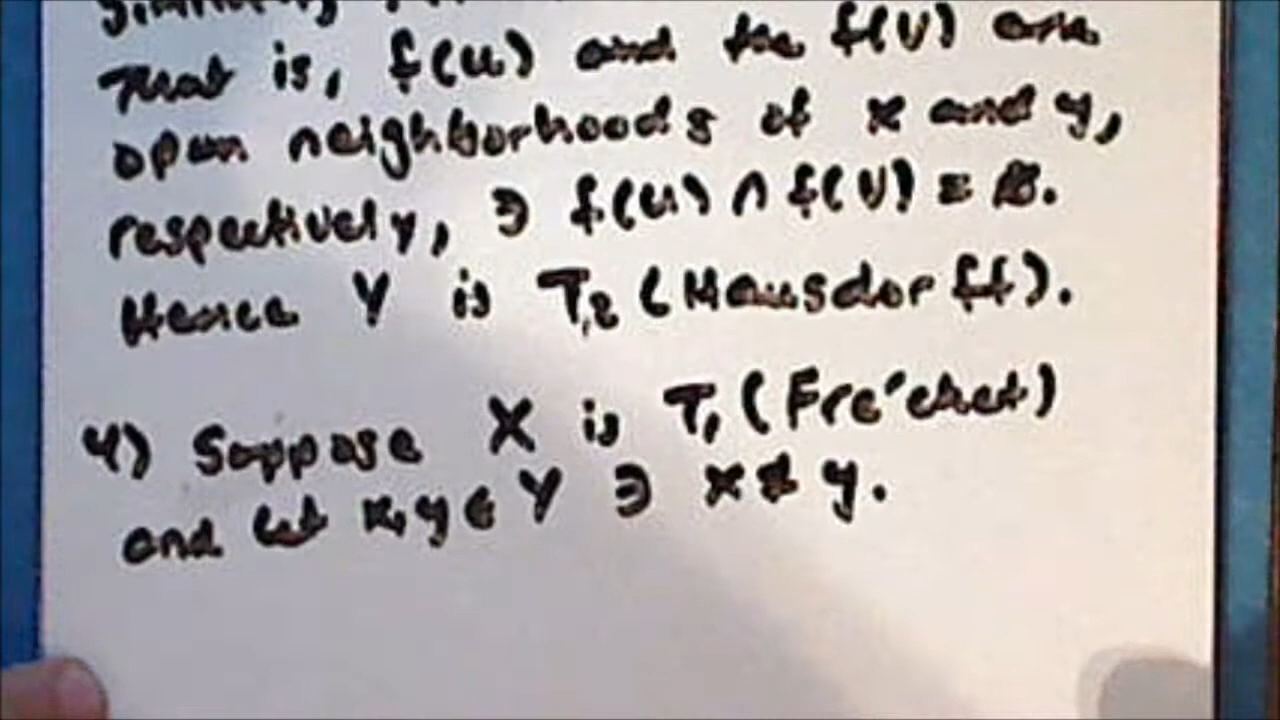 Similarly
That is, f(u) and the f(V) are
open neighborhoods of x and y,
respectively, ∋ f(u) ∩ f(V) = ∅.
Hence Y is T₂ (Hausdorff).
4) Suppose X is T₁ (Fre'chet)
and let x, y ∈ Y ∋ x ≠ y.